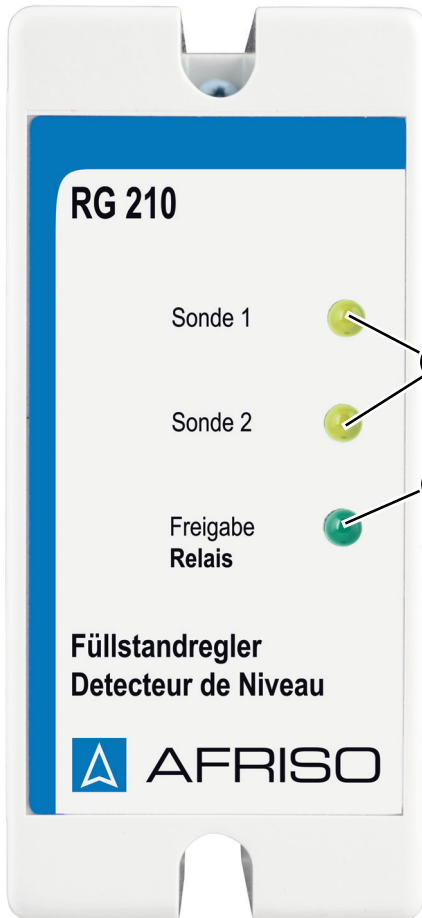 RG 210
Sonde 1
Sonde 2
Freigabe
Relais
Füllstandregler
Detecteur de Niveau
AFRISO